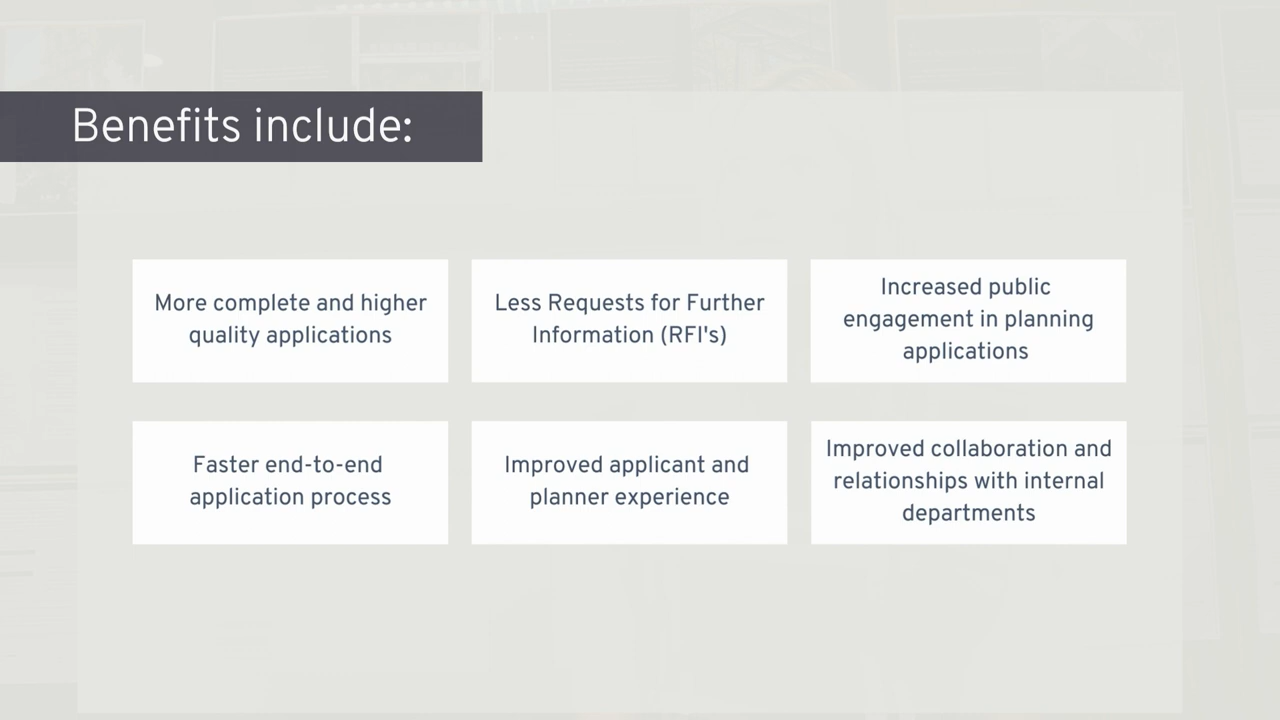 Benefits include:
More complete and higher
quality applications
Less Requests for Further
Information (RFI's)
Increased public
engagement in planning
applications
Faster end-to-end
application process
Improved applicant and
planner experience
Improved collaboration and
relationships with internal
departments